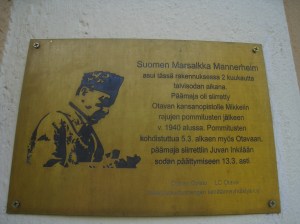 Suomen Marsalkka Mannerheim
asui tässä rakennuksessa 2 kuukautta
talvisodan aikana.
Päämaja oli siirretty
Otavan kansanopistolle Mikkelin
rajujen pommitusten jälkeen
v. 1940 alussa. Pommitusten
kohdistuttua 5.3. alkaen myös Otavaan,
päämaja siirrettiin Juvan Inkilään
sodan päättymiseen 13.3. asti.